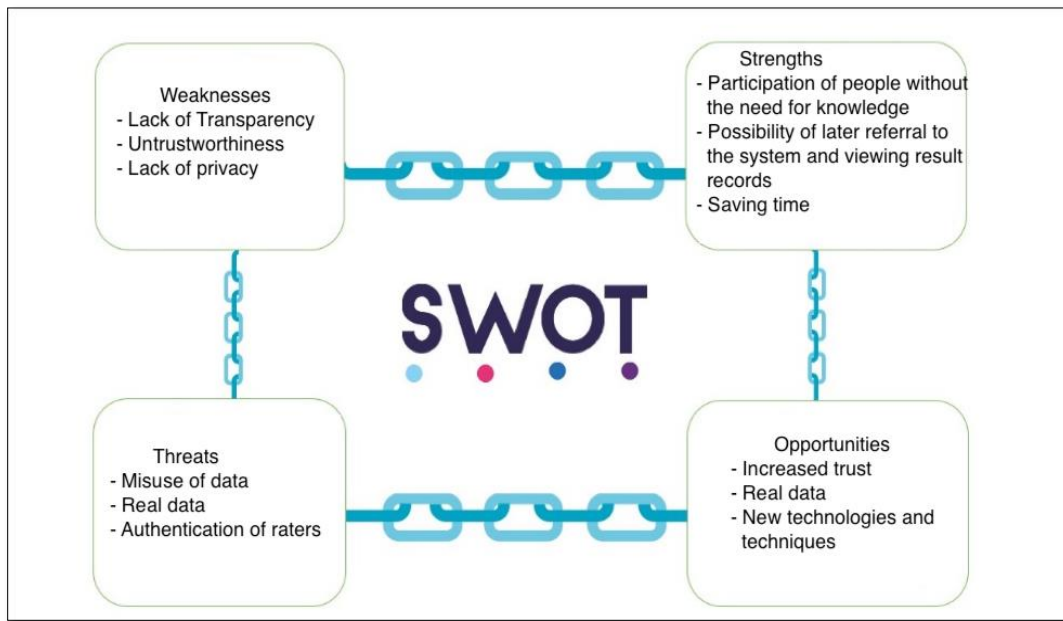 Weaknesses
- Lack of Transparency
- Untrustworthiness
- Lack of privacy
Strengths
- Participation of people without
the need for knowledge
- Possibility of later referral to
the system and viewing result
records
- Saving time
SWOT
Threats
- Misuse of data
- Real data
- Authentication of raters
Opportunities
- Increased trust
- Real data
- New technologies and
techniques